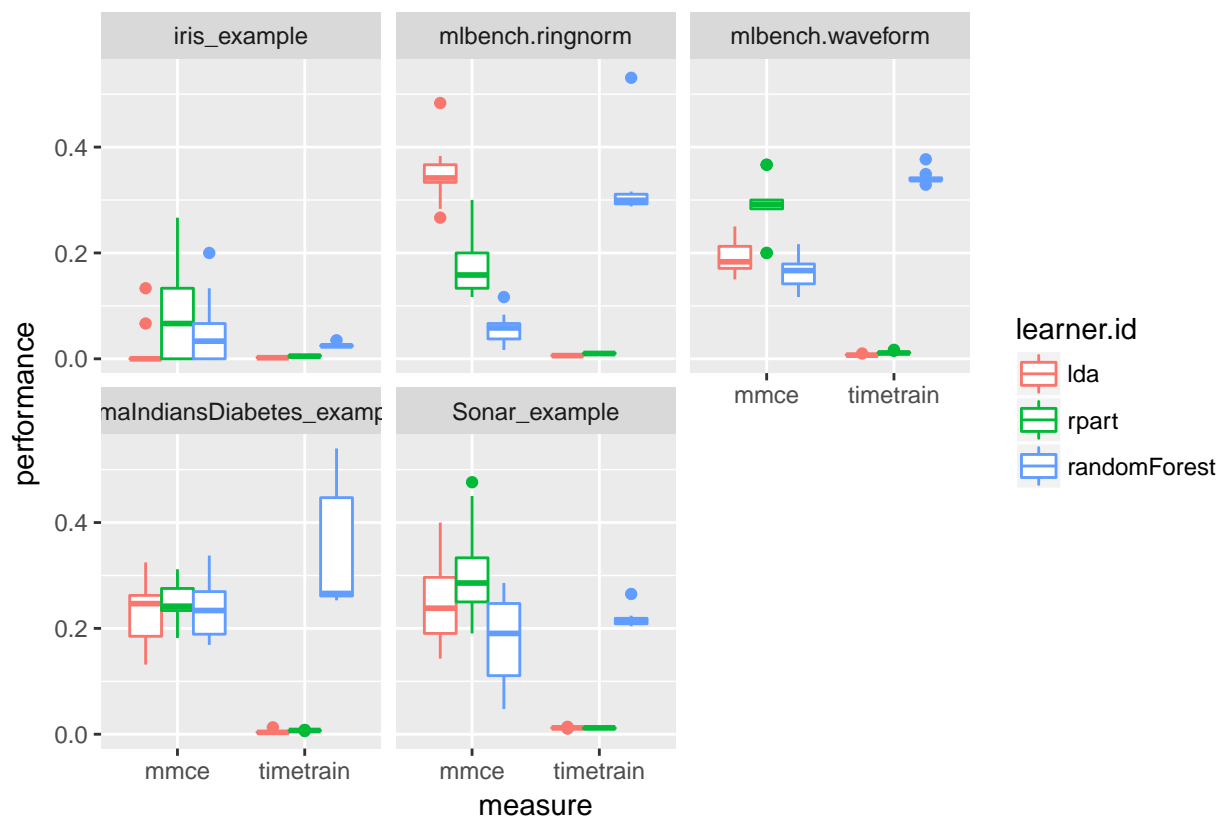 iris_example
mlbench.ringnorm
mlbench.waveform
0.4
0.2
0.0
mmce
timetrain
maIndiansDiabetes_examp
Sonar_example
0.4
0.2
0.0
mmce
timetrain
mmce
timetrain
measure
performance
learner.id
lda
rpart
randomForest